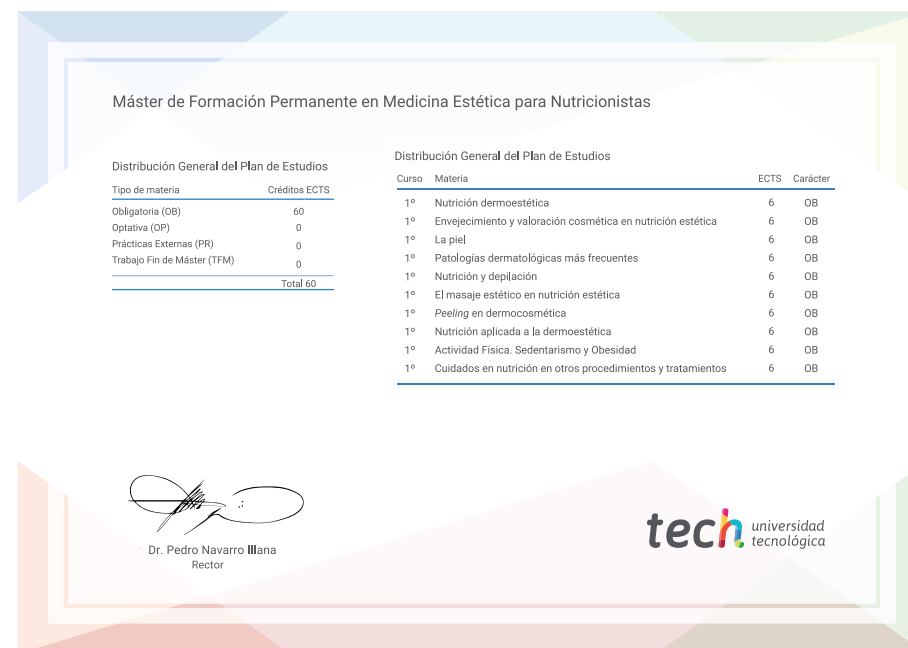 Máster de Formación Permanente en Medicina Estética para Nutricionistas
Distribución General del Plan de Estudios
Tipo de materia Créditos ECTS
Obligatoria (OB) 60
Optativa (OP) 0
Prácticas Externas (PR) 0
Trabajo Fin de Máster (TFM) 0
Total 60
Distribución General del Plan de Estudios
Curso Materia ECTS Carácter
1º Nutrición dermoestética 6 OB
1º Envejecimiento y valoración cosmética en nutrición estética 6 OB
1º La piel 6 OB
1º Patologías dermatológicas más frecuentes 6 OB
1º Nutrición y depilación 6 OB
1º El masaje estético en nutrición estética 6 OB
1º Peeling en dermocosmética 6 OB
1º Nutrición aplicada a la dermoestética 6 OB
1º Actividad Física. Sedentarismo y Obesidad 6 OB
1º Cuidados en nutrición en otros procedimientos y tratamientos 6 OB
Dr. Pedro Navarro Illana
Rector
tech universidad
tecnológica